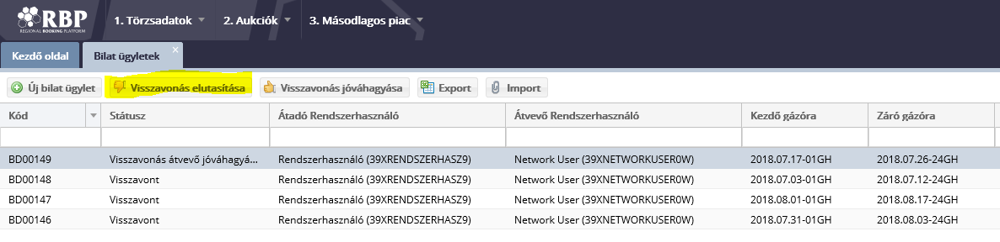 RBP
REGIONAL BOOKING PLATFORM
1. Törzsadatok 2. Aukciók 3. Másodlagos piac
Kezdő oldal Bilat ügyletek
Új bilat ügylet Visszavonás elutasítása Visszavonás jóváhagyása Export Import
Kód Státusz Átadó Rendszerhasználó Átvevő Rendszerhasználó Kezdő gázóra Záró gázóra
BD00149 Visszavonás átvevő jóváhagyá... Rendszerhasználó (39XRENDSZERHASZ9) Network User (39XNETWORKUSER0W) 2018.07.17-01GH 2018.07.26-24GH
BD00148 Visszavont Rendszerhasználó (39XRENDSZERHASZ9) Network User (39XNETWORKUSER0W) 2018.07.03-01GH 2018.07.12-24GH
BD00147 Visszavont Rendszerhasználó (39XRENDSZERHASZ9) Network User (39XNETWORKUSER0W) 2018.08.01-01GH 2018.08.17-24GH
BD00146 Visszavont Rendszerhasználó (39XRENDSZERHASZ9) Network User (39XNETWORKUSER0W) 2018.07.31-01GH 2018.08.03-24GH